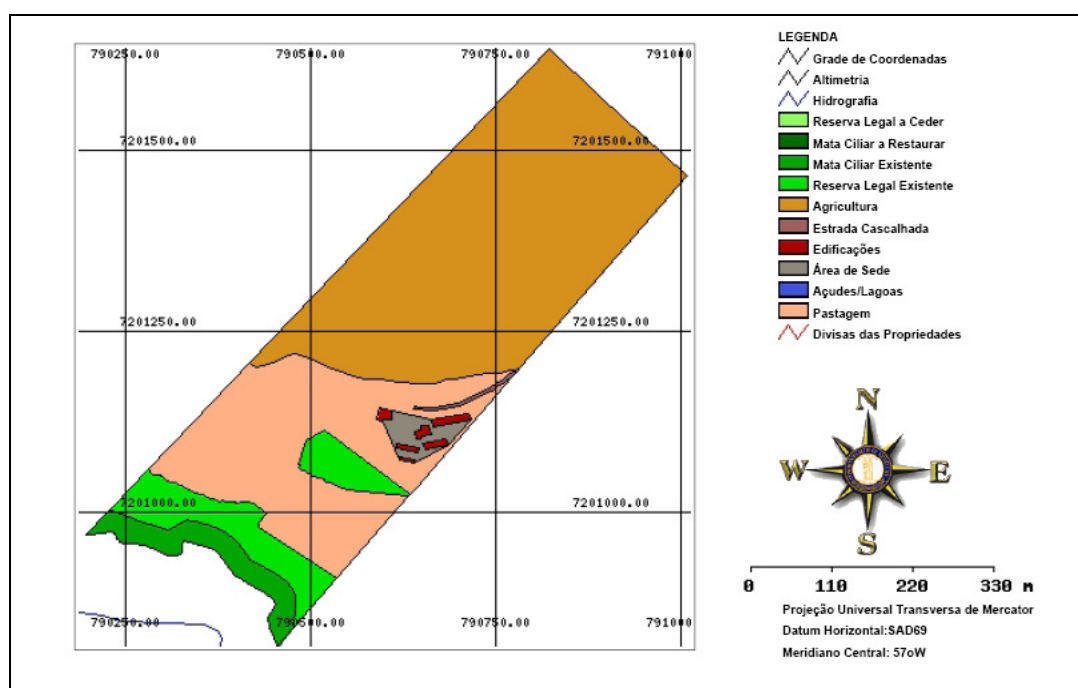 790250.00 790500.00 790750.00 791000
7201500.00 7201500.00
7201250.00 7201250.00
7201000.00 7201000.00
790250.00 790500.00 790750.00 791000
LEGENDA
Grade de Coordenadas
Altimetria
Hidrografia
Reserva Legal a Ceder
Mata Ciliar a Restaurar
Mata Ciliar Existente
Reserva Legal Existente
Agricultura
Estrada Cascalhada
Edificações
Área de Sede
Açudes/Lagoas
Pastagem
Divisas das Propriedades
N
W E
S
0 110 220 330 m
Projeção Universal Transversa de Mercator
Datum Horizontal:SAD69
Meridiano Central: 57oW